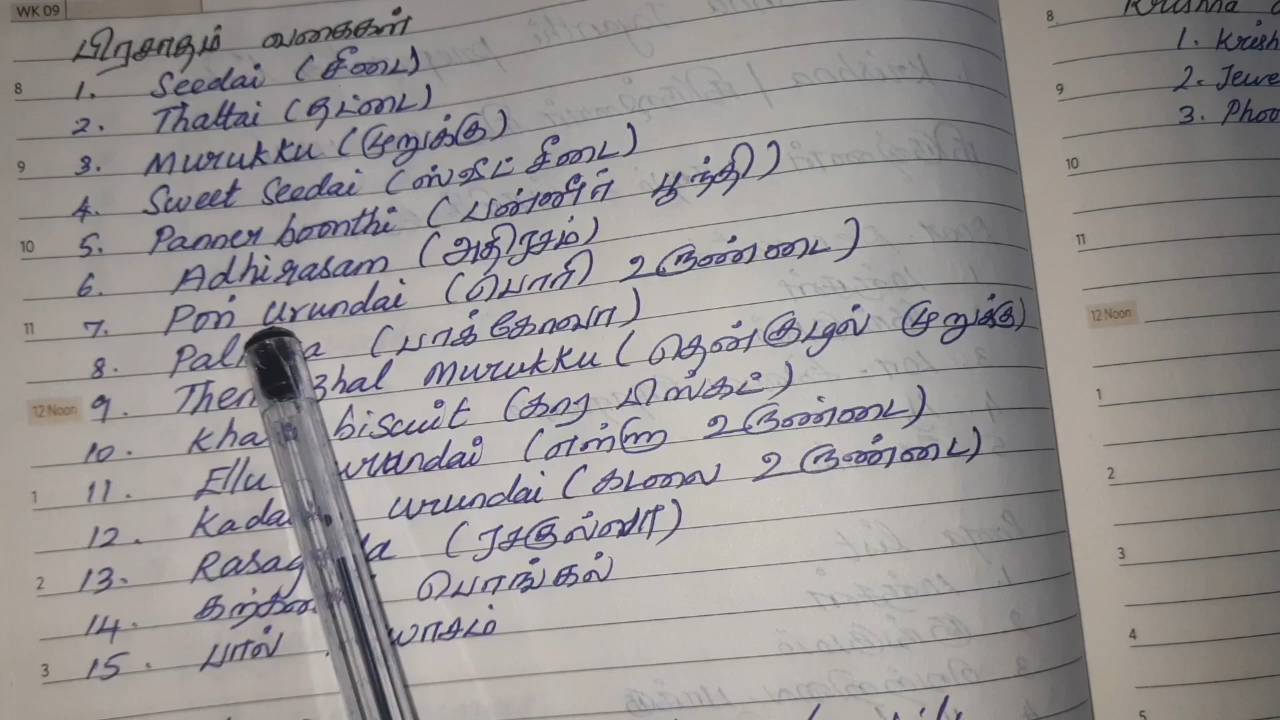 WK 09
பிரசாதம் வகைகள்
8
1. Seedai (சீடை)
2. Thattai (தட்டை)
9
3. Murukku (முறுக்கு)
4. Sweet Seedai (ஸ்வீட் சீடை)
10
5. Panner boonthi (பன்னீர் பூந்தி)
6. Adhirasam (அதிரசம்)
11
7. Pori urundai (பொரி உருண்டை)
8. (பாக்கோவா)
12 Noon
9. murukku (தென்குழல் முறுக்கு)
10. biscuit (கார பிஸ்கட்)
1
11. Ellu urundai (எள்ளு உருண்டை)
12. urundai (கடலை உருண்டை)
2
13. (ரசகுல்லா)
14. பொங்கல்
3
15. பால்
8
Krishna
1. Krish
9
2. Jewe
3. Phoo
10
11
12 Noon
1
2
3
4
5